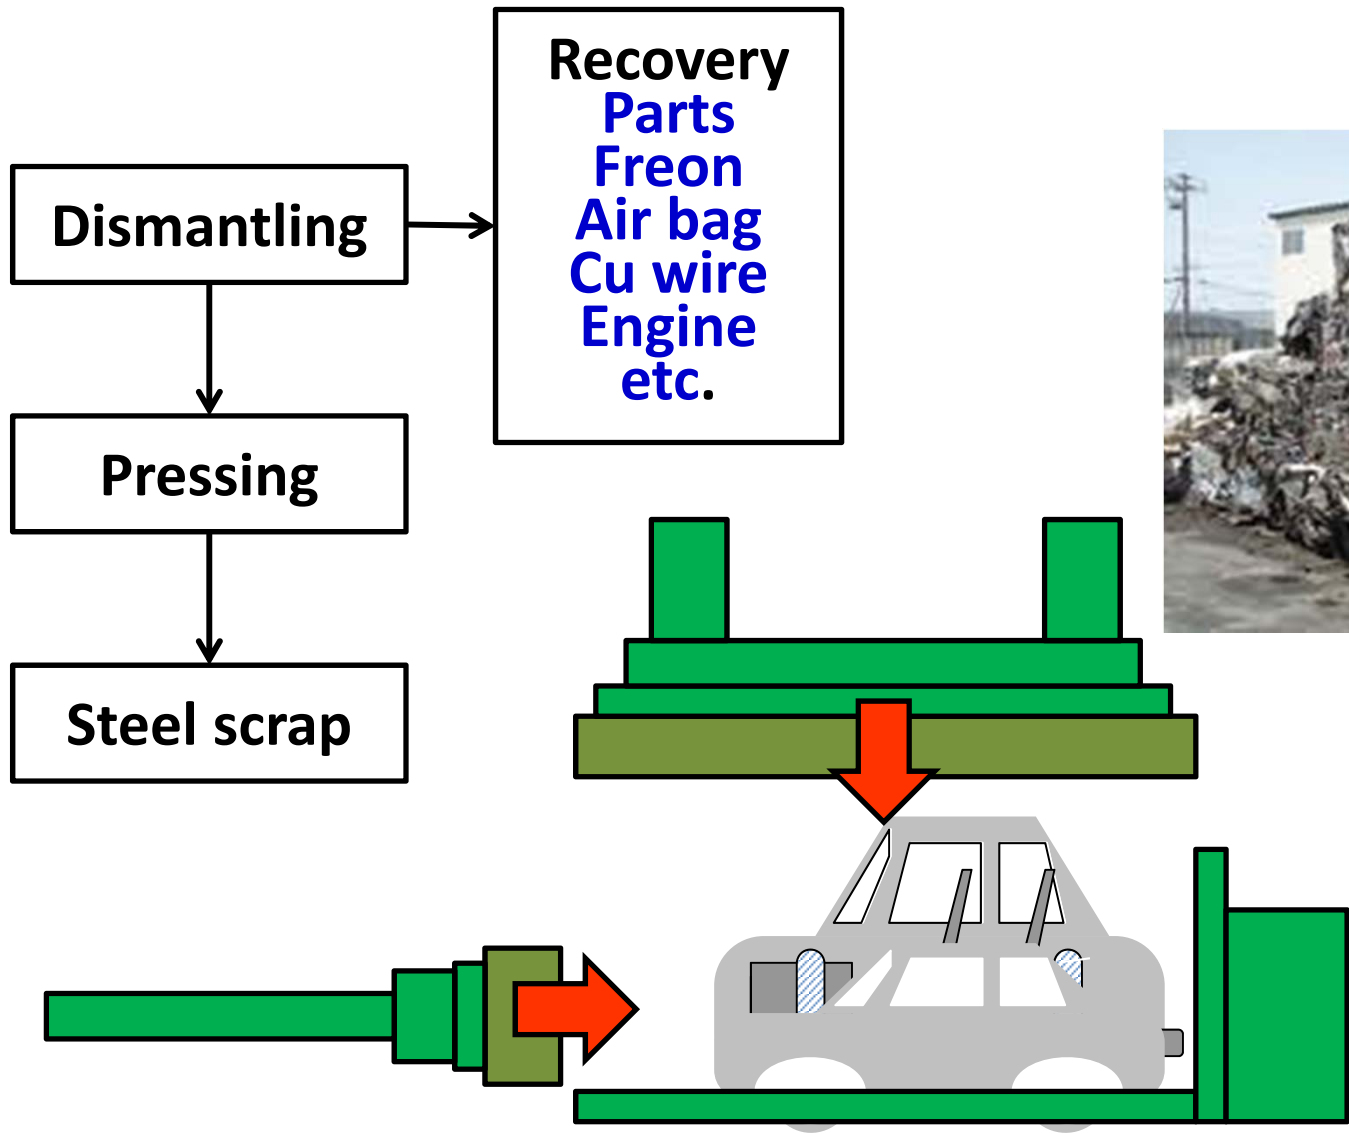 Recovery
Parts
Freon
Air bag
Cu wire
Engine
etc.
Dismantling
Pressing
Steel scrap